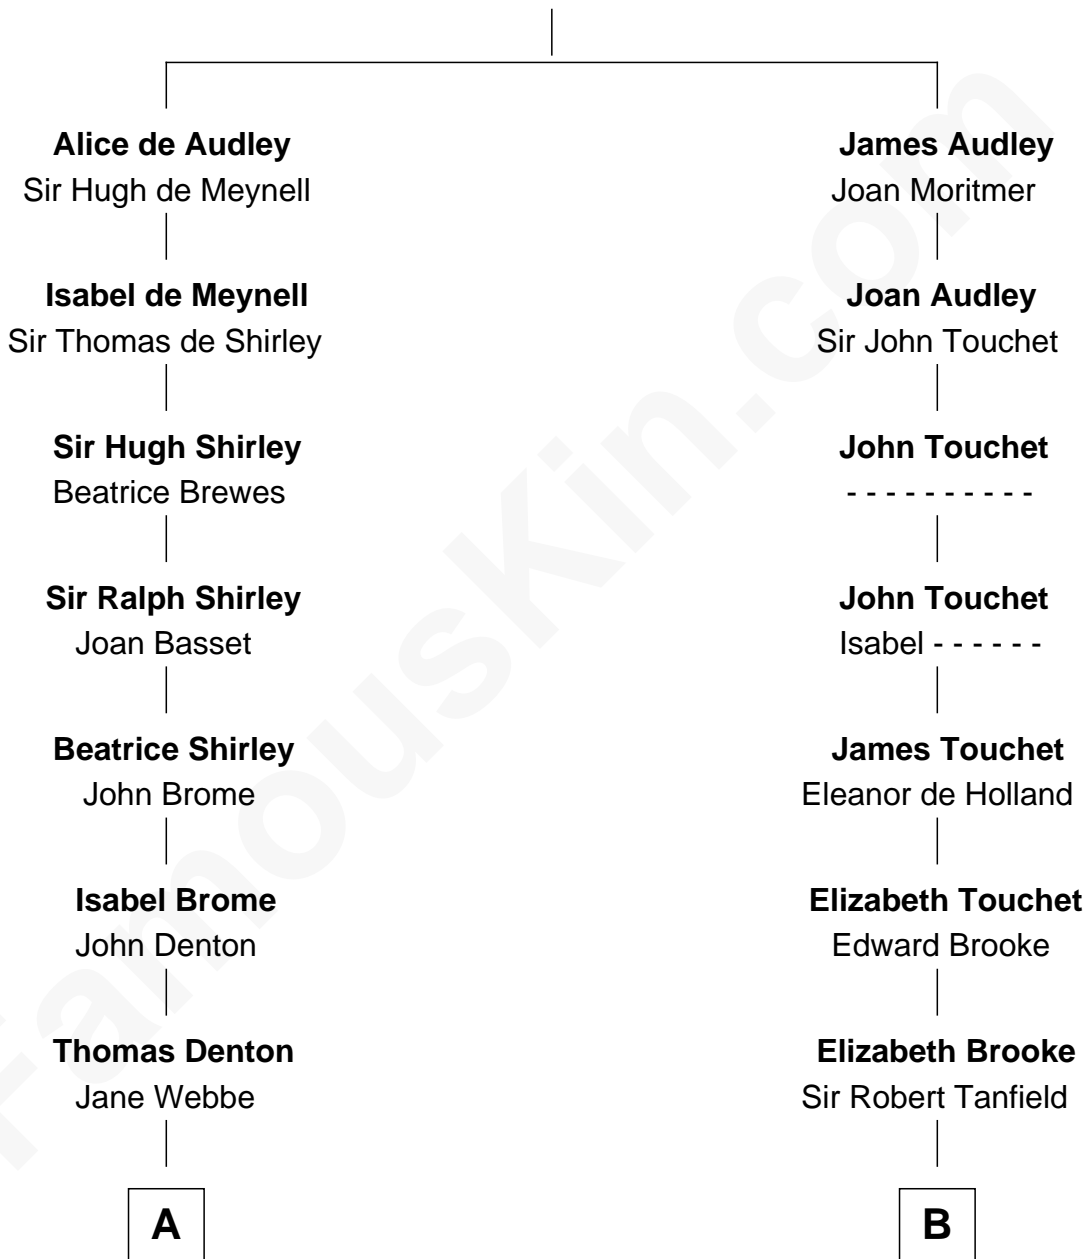 Alice de Audley
Sir Hugh de Meynell
Isabel de Meynell
Sir Thomas de Shirley
Sir Hugh Shirley
Beatrice Brewes
Sir Ralph Shirley
Joan Basset
Beatrice Shirley
John Brome
Isabel Brome
John Denton
Thomas Denton
Jane Webbe
A
James Audley
Joan Moritmer
Joan Audley
Sir John Touchet
John Touchet
- - - - - - - - - -
John Touchet
Isabel - - - - - -
James Touchet
Eleanor de Holland
Elizabeth Touchet
Edward Brooke
Elizabeth Brooke
Sir Robert Tanfield
B
FamousKin.com